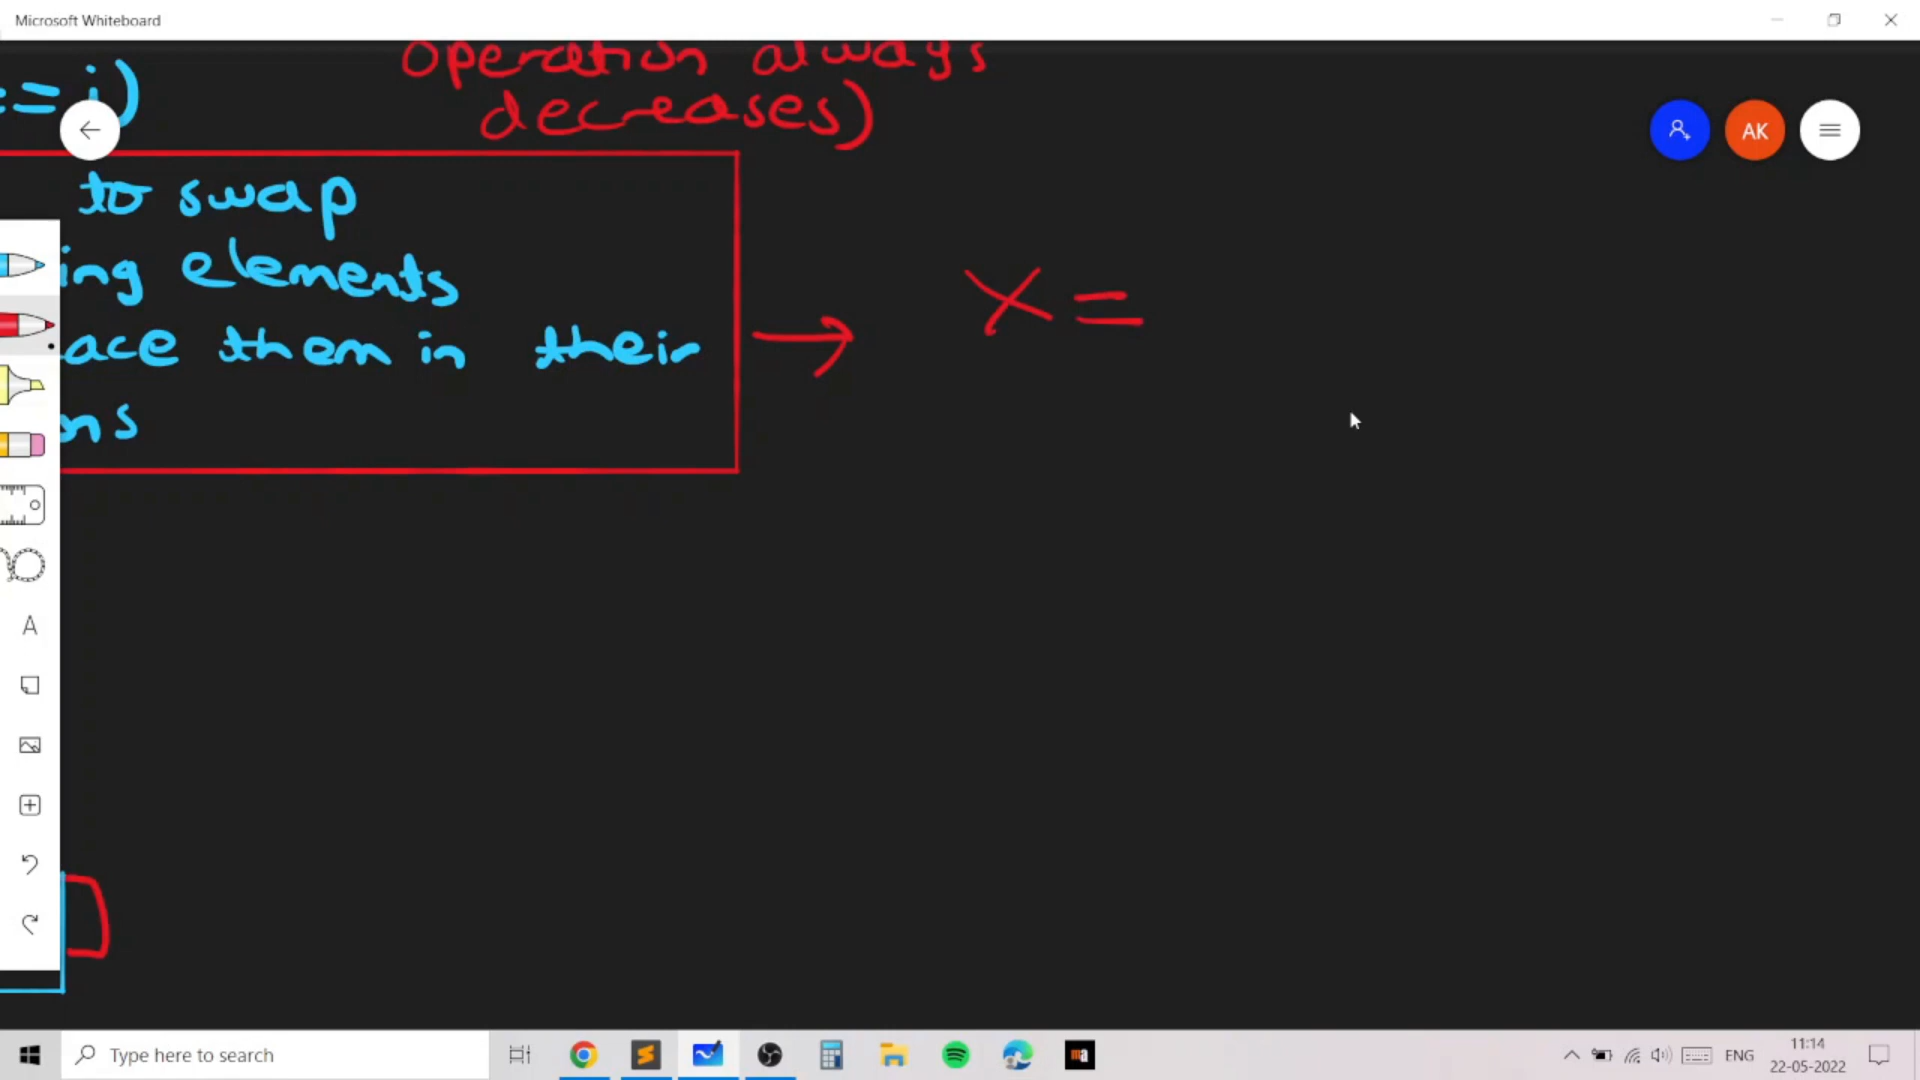 Microsoft Whiteboard
operation always
== i)
decreases)
AK
to swap
ing elements
ace them in their
ns
X =
A
Type here to search
ma
ENG
11:14
22-05-2022